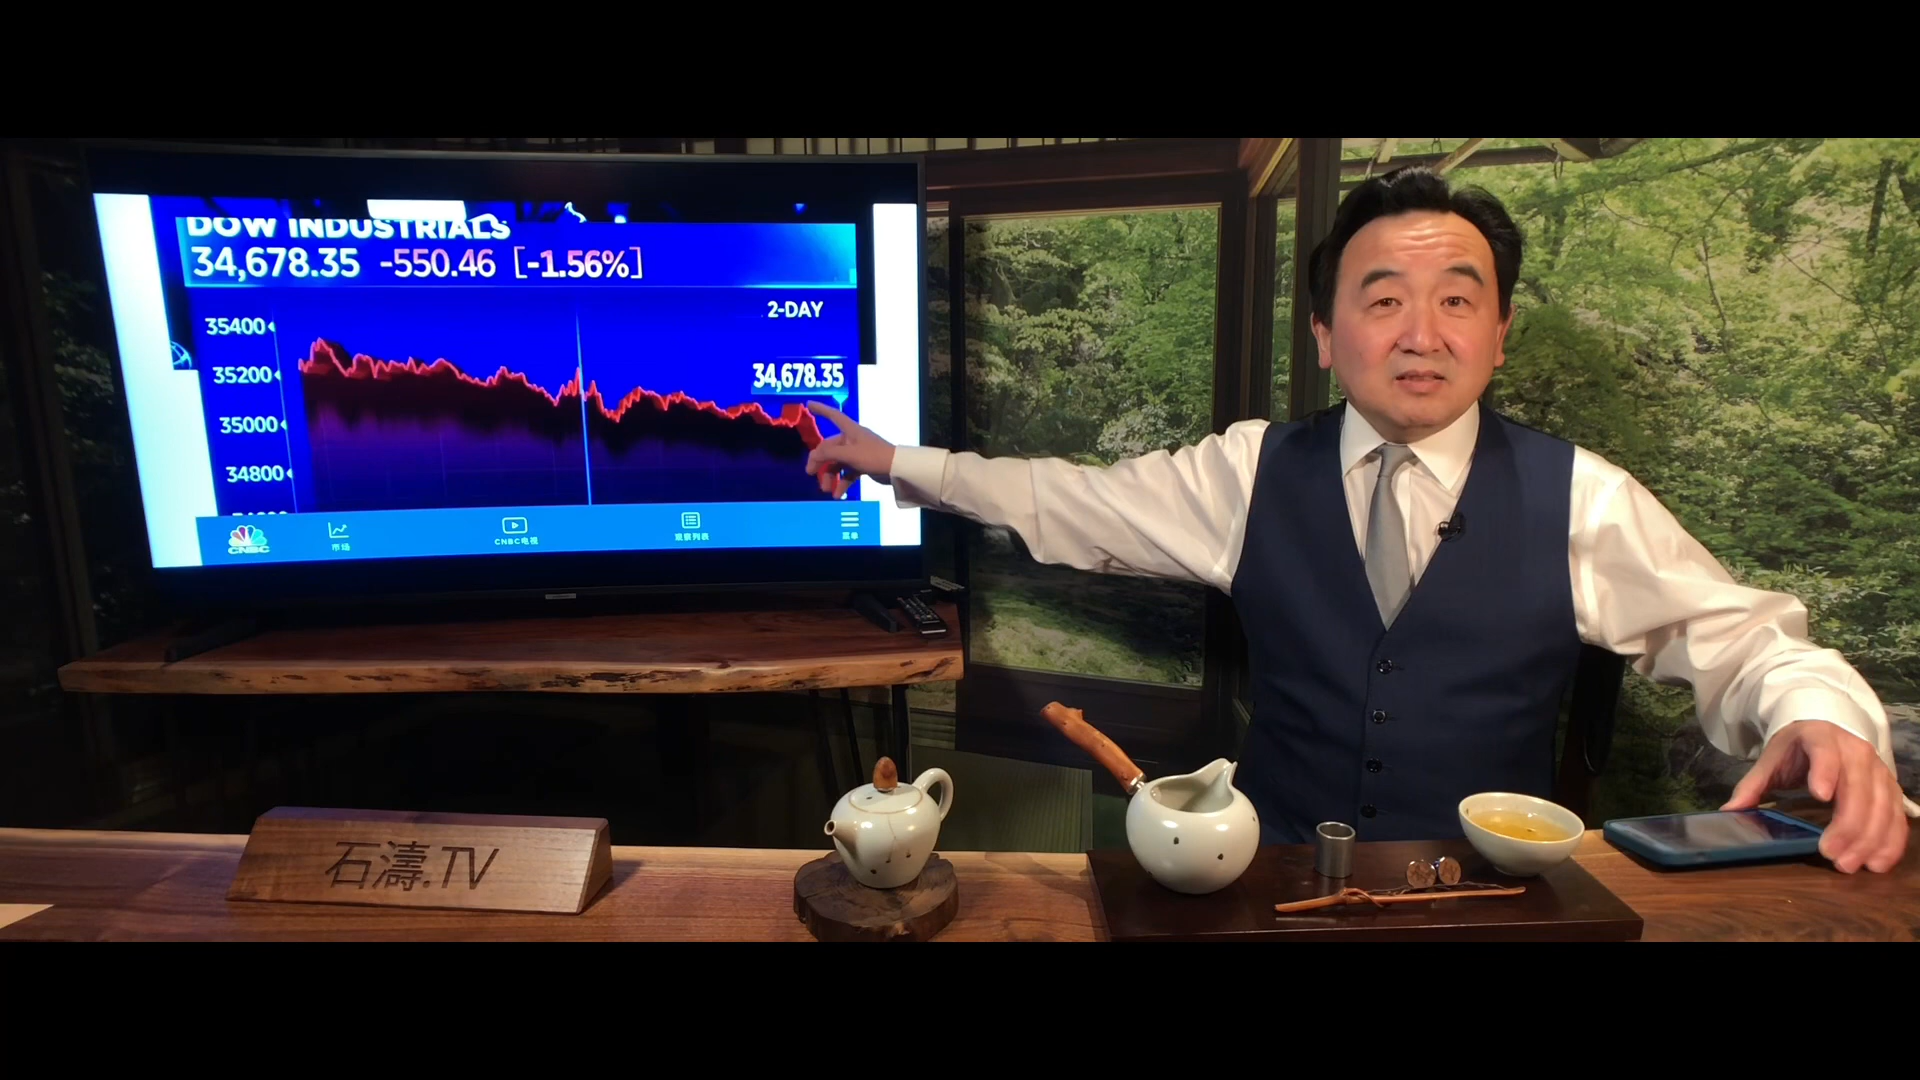 DOW INDUSTRIALS
34,678.35 -550.46 [-1.56%]
2-DAY
35400
35200
34,678.35
35000
34800
CNBC
市场
CNBC电视
观察列表
菜单
石濤.TV